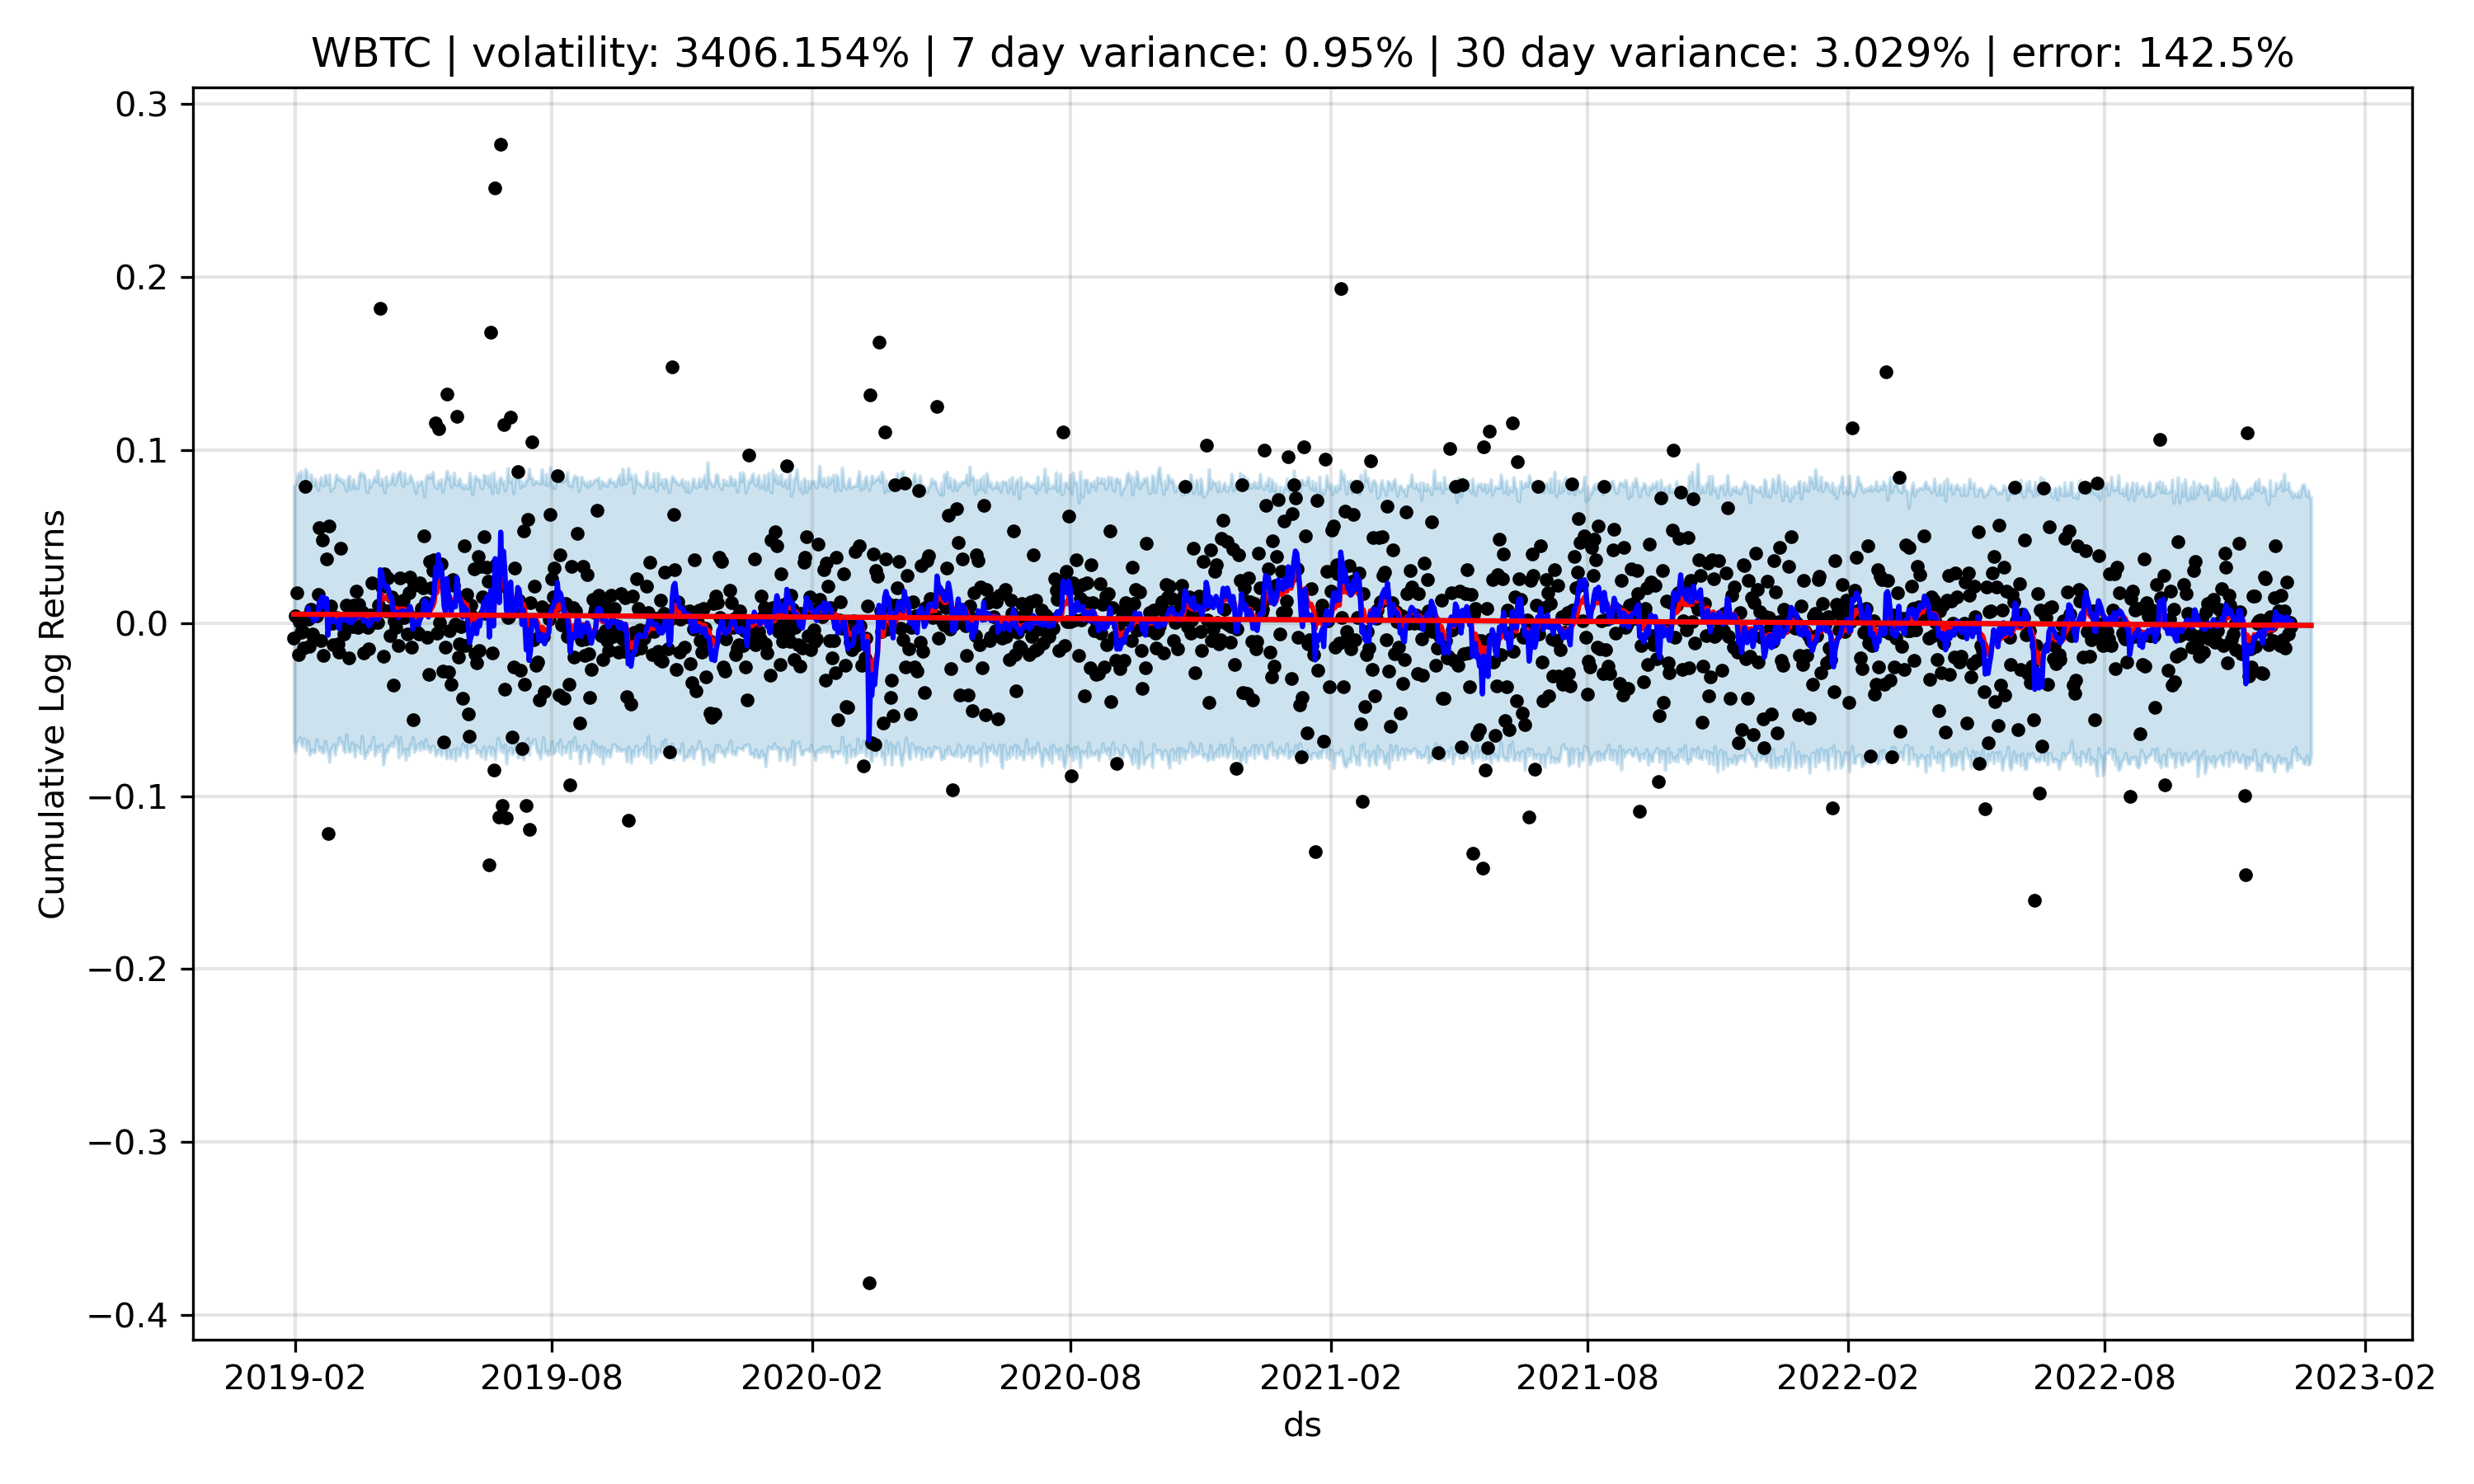 WBTC | volatility: 3406.154% | 7 day variance: 0.95% | 30 day variance: 3.029% | error: 142.5%
0.3
0.2
0.1
0.0
−0.1
−0.2
−0.3
−0.4
Cumulative Log Returns
2019-02 2019-08 2020-02 2020-08 2021-02 2021-08 2022-02 2022-08 2023-02
ds